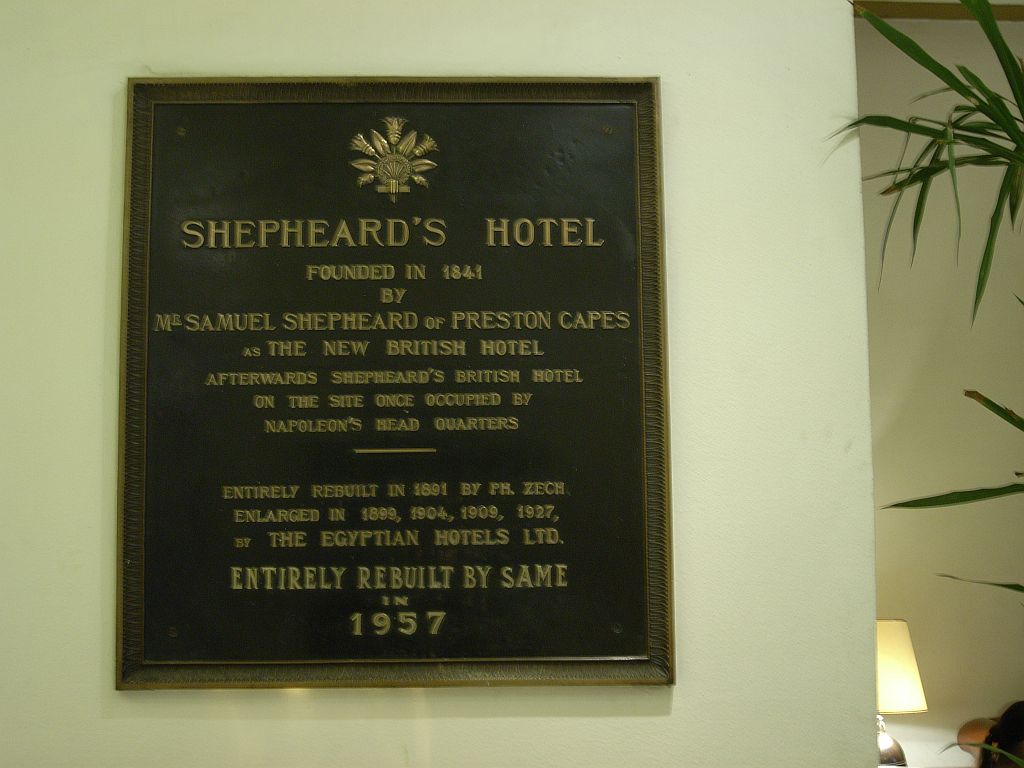 SHEPHEARD'S HOTEL
FOUNDED IN 1841
BY
MR SAMUEL SHEPHEARD OF PRESTON CAPES
AS THE NEW BRITISH HOTEL
AFTERWARDS SHEPHEARD'S BRITISH HOTEL
ON THE SITE ONCE OCCUPIED BY
NAPOLEON'S HEAD QUARTERS
ENTIRELY REBUILT IN 1891 BY PH. ZECH
ENLARGED IN 1899, 1904, 1909, 1927,
BY THE EGYPTIAN HOTELS LTD.
ENTIRELY REBUILT BY SAME
IN
1957